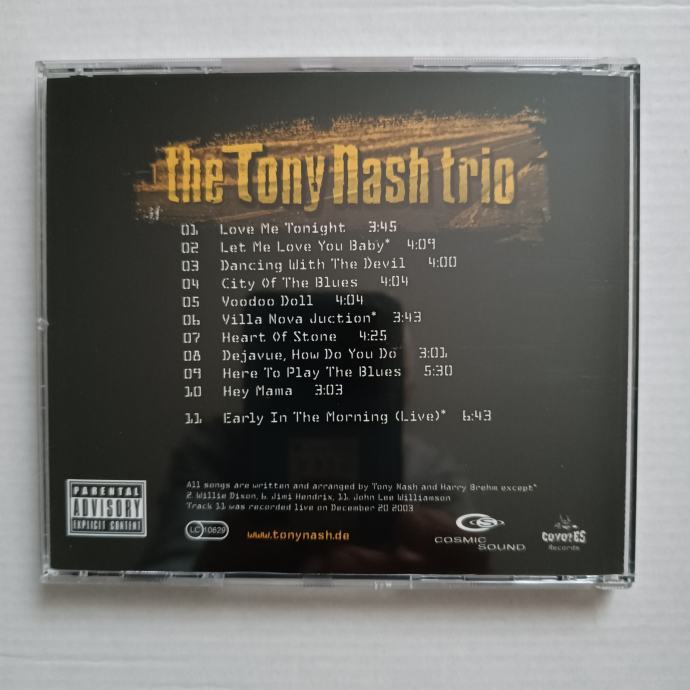 the Tony Nash trio
01 Love Me Tonight 3:45
02 Let Me Love You Baby* 4:09
03 Dancing With The Devil 4:00
04 City Of The Blues 4:04
05 Voodoo Doll 4:04
06 Villa Nova Juction* 3:43
07 Heart Of Stone 4:25
08 Dejavue, How Do You Do 3:01
09 Here To Play The Blues 5:30
10 Hey Mama 3:03
11 Early In The Morning (Live)* 6:43
All songs are written and arranged by Tony Nash and Harry Brehm except*
2. Willie Dixon, 6. Jimi Hendrix, 11. John Lee Williamson
Track 11 was recorded live on December 20 2003
PARENTAL
ADVISORY
EXPLICIT CONTENT
LC 10629
www.tonynash.de
CS
COSMIC
SOUND
COYOTES
Records